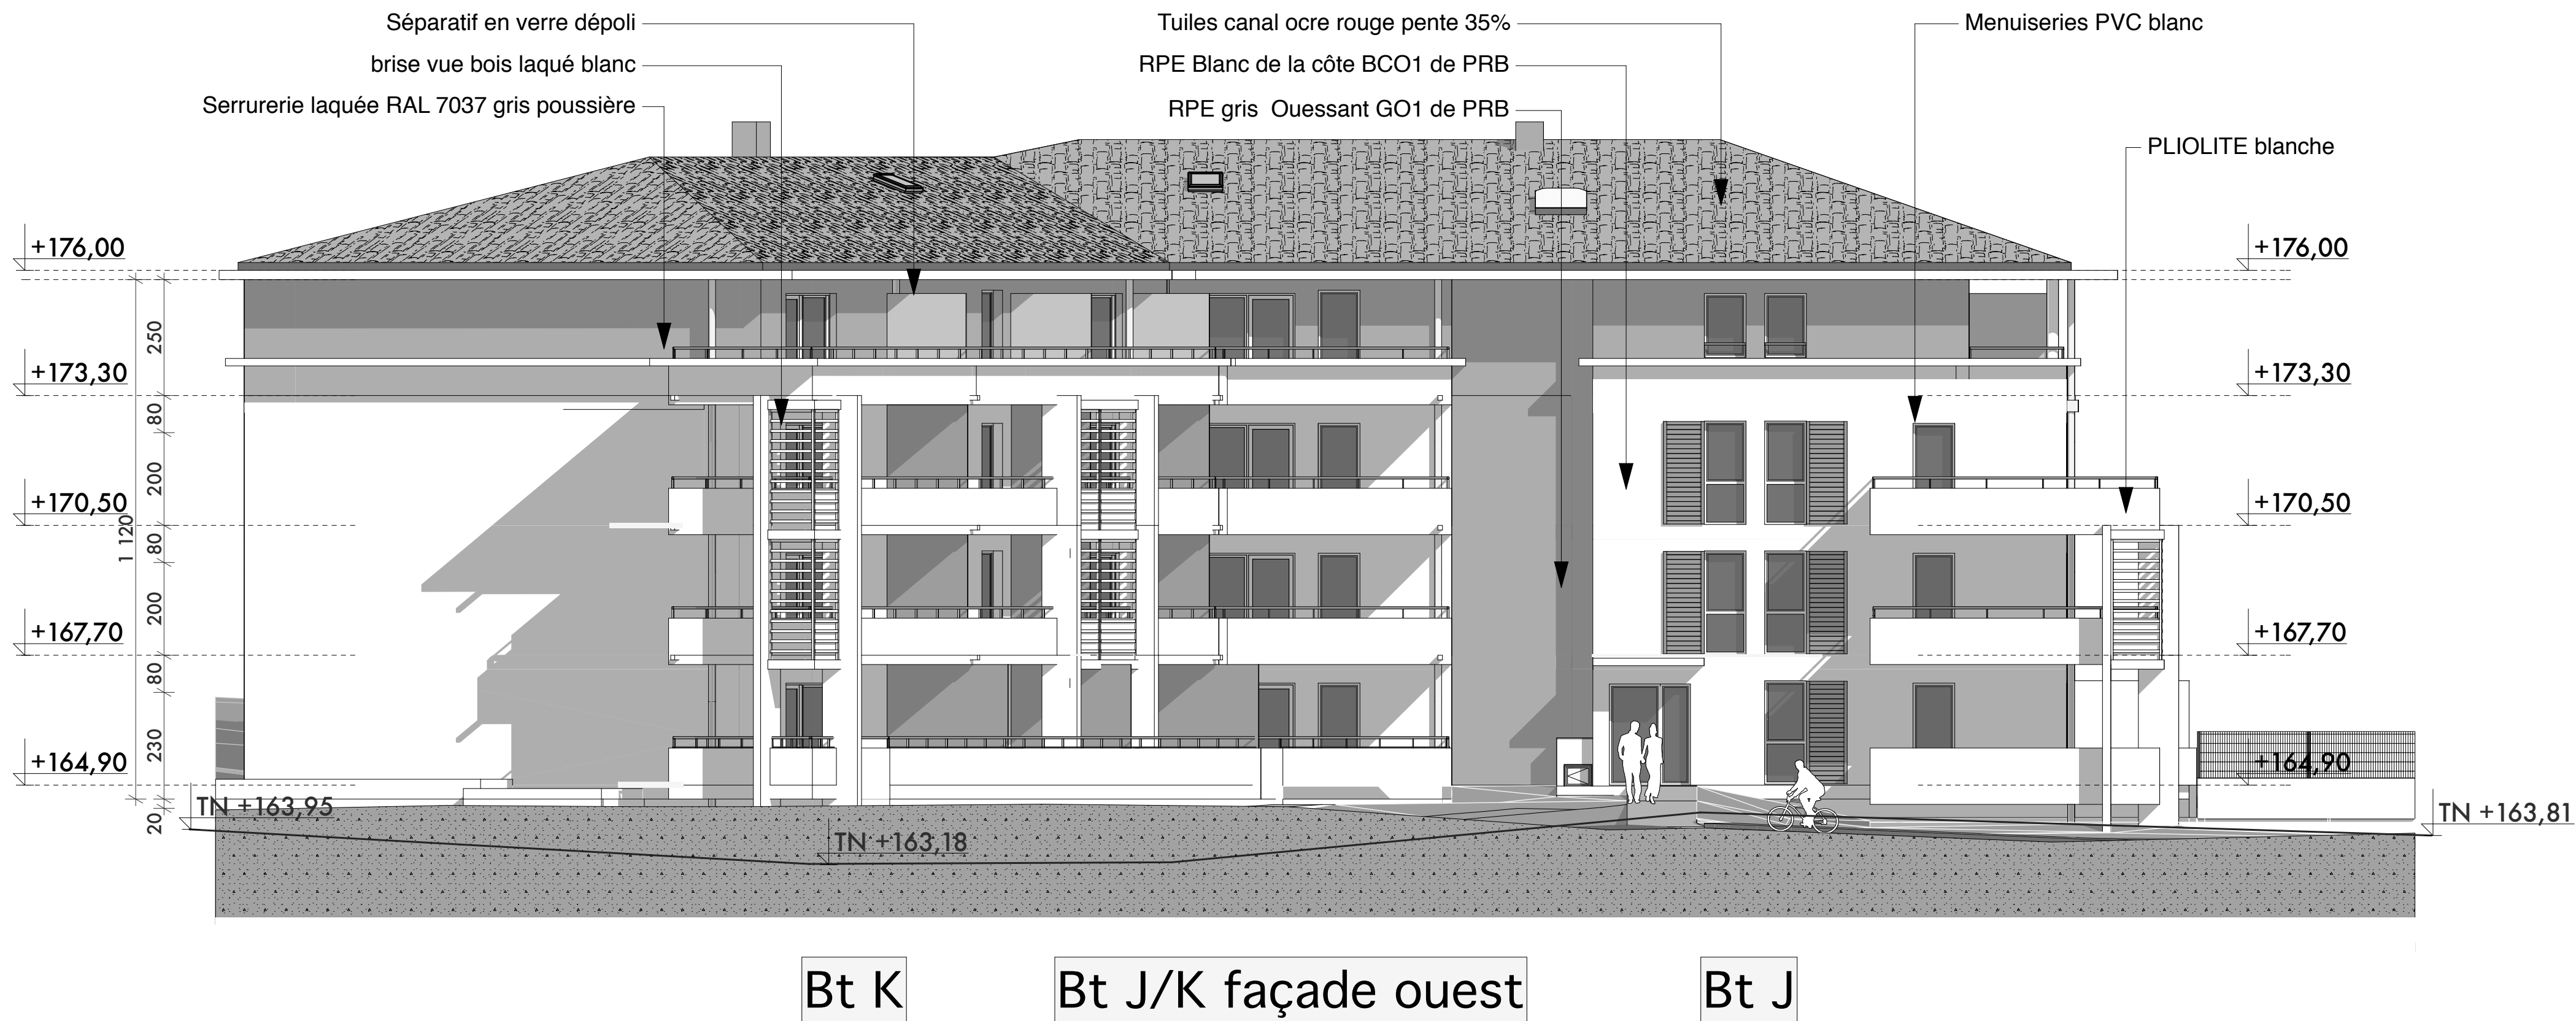 Séparatif en verre dépoli
brise vue bois laqué blanc
Serrurerie laquée RAL 7037 gris poussière
Tuiles canal ocre rouge pente 35%
RPE Blanc de la côte BCO1 de PRB
RPE gris  Ouessant GO1 de PRB
Menuiseries PVC blanc
PLIOLITE blanche
+176,00
+173,30
+170,50
+167,70
+164,90
250
80
200
80
200
80
230
20
1 120
TN +163,95
TN +163,18
+176,00
+173,30
+170,50
+167,70
+164,90
TN +163,81
Bt K
Bt J/K façade ouest
Bt J